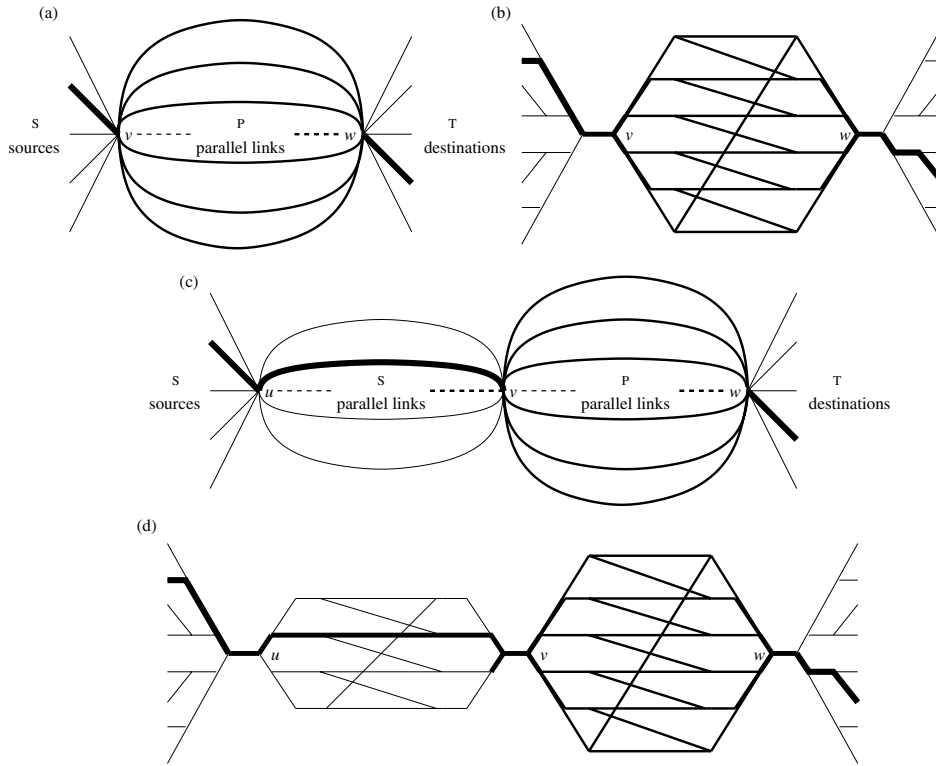 (a)
S
sources
v
P
parallel links
w
T
destinations
(b)
v
w
(c)
S
sources
u
S
parallel links
v
P
parallel links
w
T
destinations
(d)
u
v
w